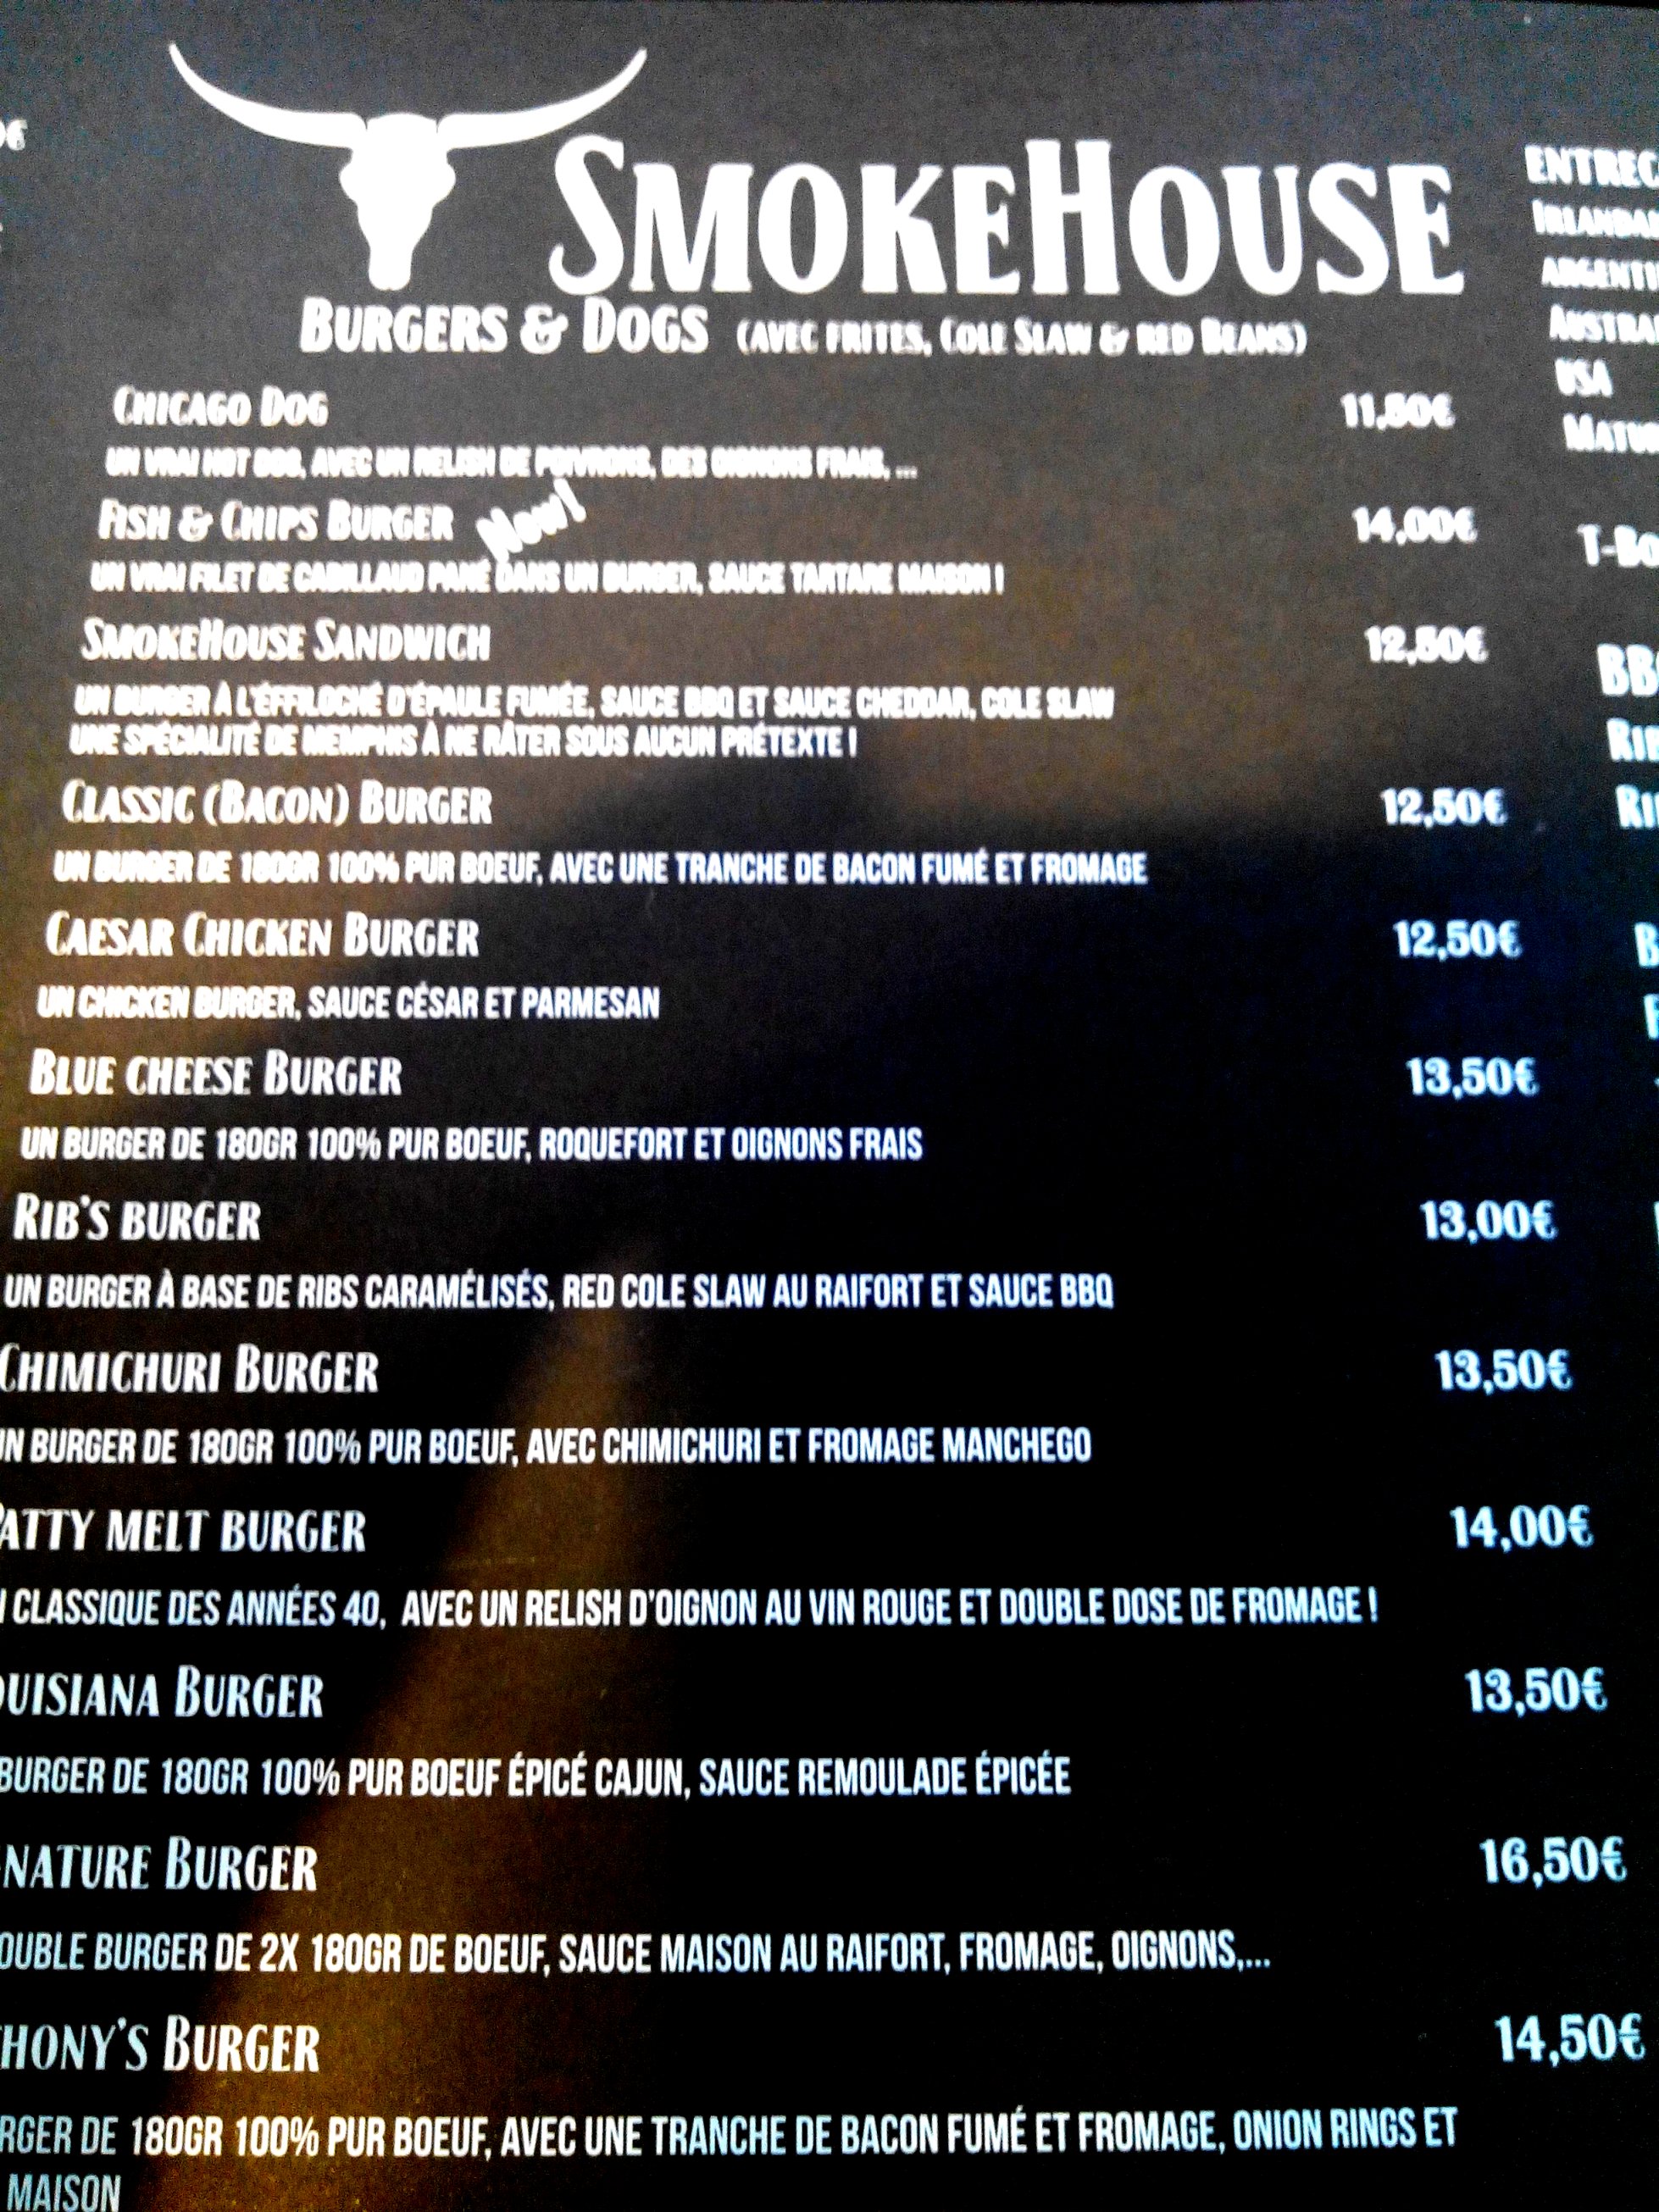 SmokeHouse
Burgers & Dogs (avec frites, Cole Slaw & red Beans)
Chicago Dog 11,50€
UN VRAI HOT DOG, AVEC UN RELISH DE POIVRONS, DES OIGNONS FRAIS, ...
Fish & Chips Burger New! 14,00€
UN VRAI FILET DE CABILLAUD PANÉ DANS UN BURGER, SAUCE TARTARE MAISON !
SmokeHouse Sandwich 12,50€
UN BURGER À L'ÉFFILOCHÉ D'ÉPAULE FUMÉE, SAUCE BBQ ET SAUCE CHEDDAR, COLE SLAW
UNE SPÉCIALITÉ DE MEMPHIS À NE RÂTER SOUS AUCUN PRÉTEXTE !
Classic (Bacon) Burger 12,50€
UN BURGER DE 180GR 100% PUR BOEUF, AVEC UNE TRANCHE DE BACON FUMÉ ET FROMAGE
Caesar Chicken Burger 12,50€
UN CHICKEN BURGER, SAUCE CÉSAR ET PARMESAN
Blue cheese Burger 13,50€
UN BURGER DE 180GR 100% PUR BOEUF, ROQUEFORT ET OIGNONS FRAIS
Rib's burger 13,00€
UN BURGER À BASE DE RIBS CARAMÉLISÉS, RED COLE SLAW AU RAIFORT ET SAUCE BBQ
Chimichuri Burger 13,50€
UN BURGER DE 180GR 100% PUR BOEUF, AVEC CHIMICHURI ET FROMAGE MANCHEGO
atty melt burger 14,00€
CLASSIQUE DES ANNÉES 40, AVEC UN RELISH D'OIGNON AU VIN ROUGE ET DOUBLE DOSE DE FROMAGE !
ouisiana Burger 13,50€
BURGER DE 180GR 100% PUR BOEUF ÉPICÉ CAJUN, SAUCE REMOULADE ÉPICÉE
nature Burger 16,50€
OUBLE BURGER DE 2X 180GR DE BOEUF, SAUCE MAISON AU RAIFORT, FROMAGE, OIGNONS,...
hony's Burger 14,50€
RGER DE 180GR 100% PUR BOEUF, AVEC UNE TRANCHE DE BACON FUMÉ ET FROMAGE, ONION RINGS ET
MAISON
ENTREC
IRLANDA
ARGENTI
AUSTRA
USA
MATU
T-Bo
BB
Ri
Ri